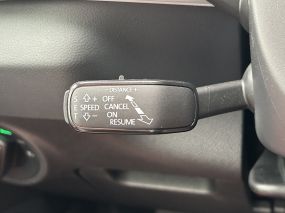 - DISTANCE +
S + OFF
E SPEED CANCEL
T - ON
RESUME